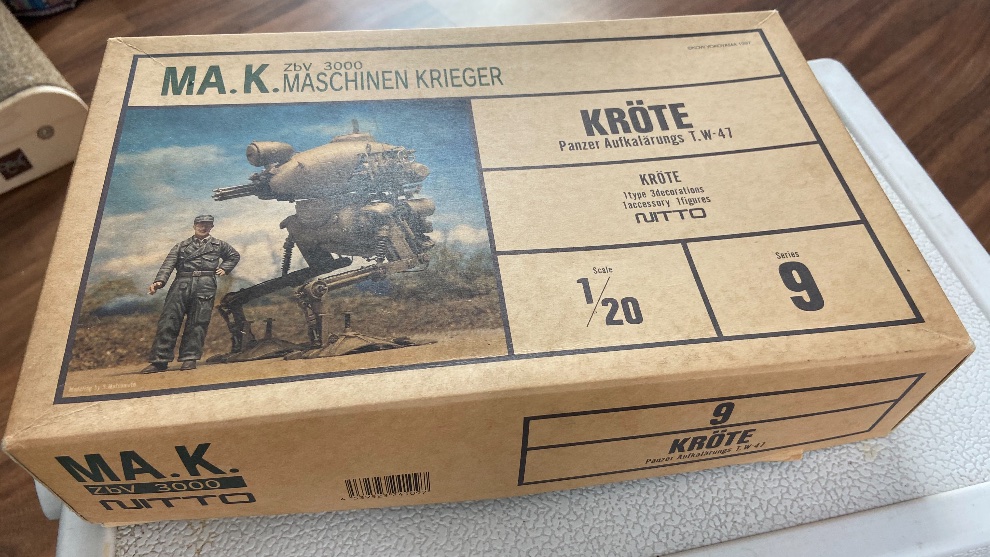 MA.K. ZbV 3000
MASCHINEN KRIEGER
KRÖTE
Panzer Aufkalärungs T.W-47
KRÖTE
1type 3decorations
1accessory 1figures
NITTO
Scale
1/20
Series
9
MA.K.
ZbV 3000
NITTO
9
KRÖTE
Panzer Aufkalärungs T.W-47